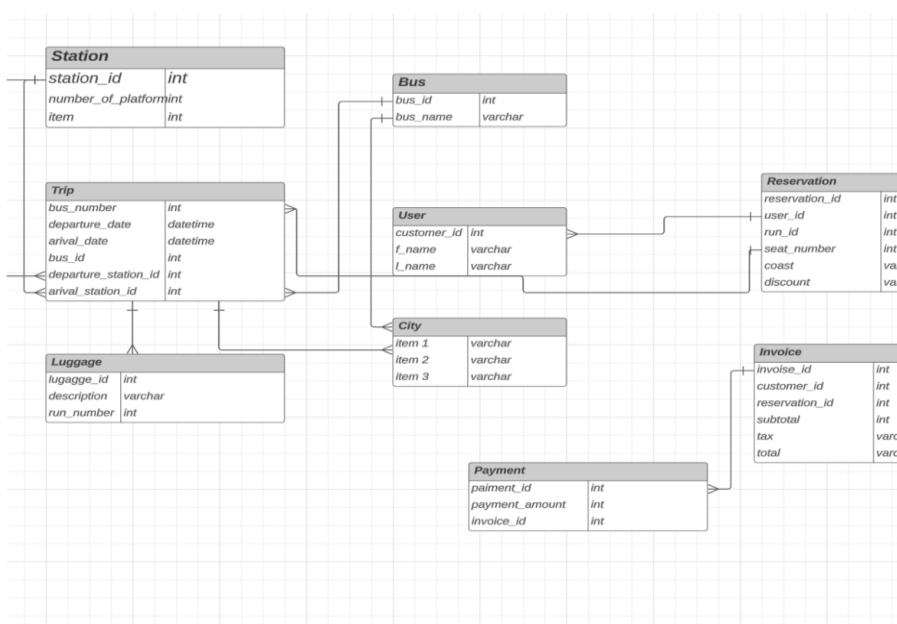 Station
station_id int
number_of_platform int
item int
Bus
bus_id int
bus_name varchar
Trip
bus_number int
departure_date datetime
arival_date datetime
bus_id int
departure_station_id int
arival_station_id int
User
customer_id int
f_name varchar
l_name varchar
Reservation
reservation_id int
user_id int
run_id int
seat_number int
coast va
discount va
City
item 1 varchar
item 2 varchar
item 3 varchar
Luggage
lugagge_id int
description varchar
run_number int
Invoice
invoise_id int
customer_id int
reservation_id int
subtotal int
tax varc
total varc
Payment
paiment_id int
payment_amount int
invoice_id int